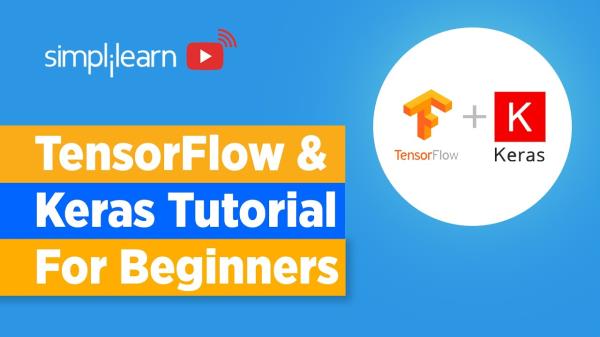 simplilearn
TensorFlow &
Keras Tutorial
For Beginners
TensorFlow
+
K
Keras